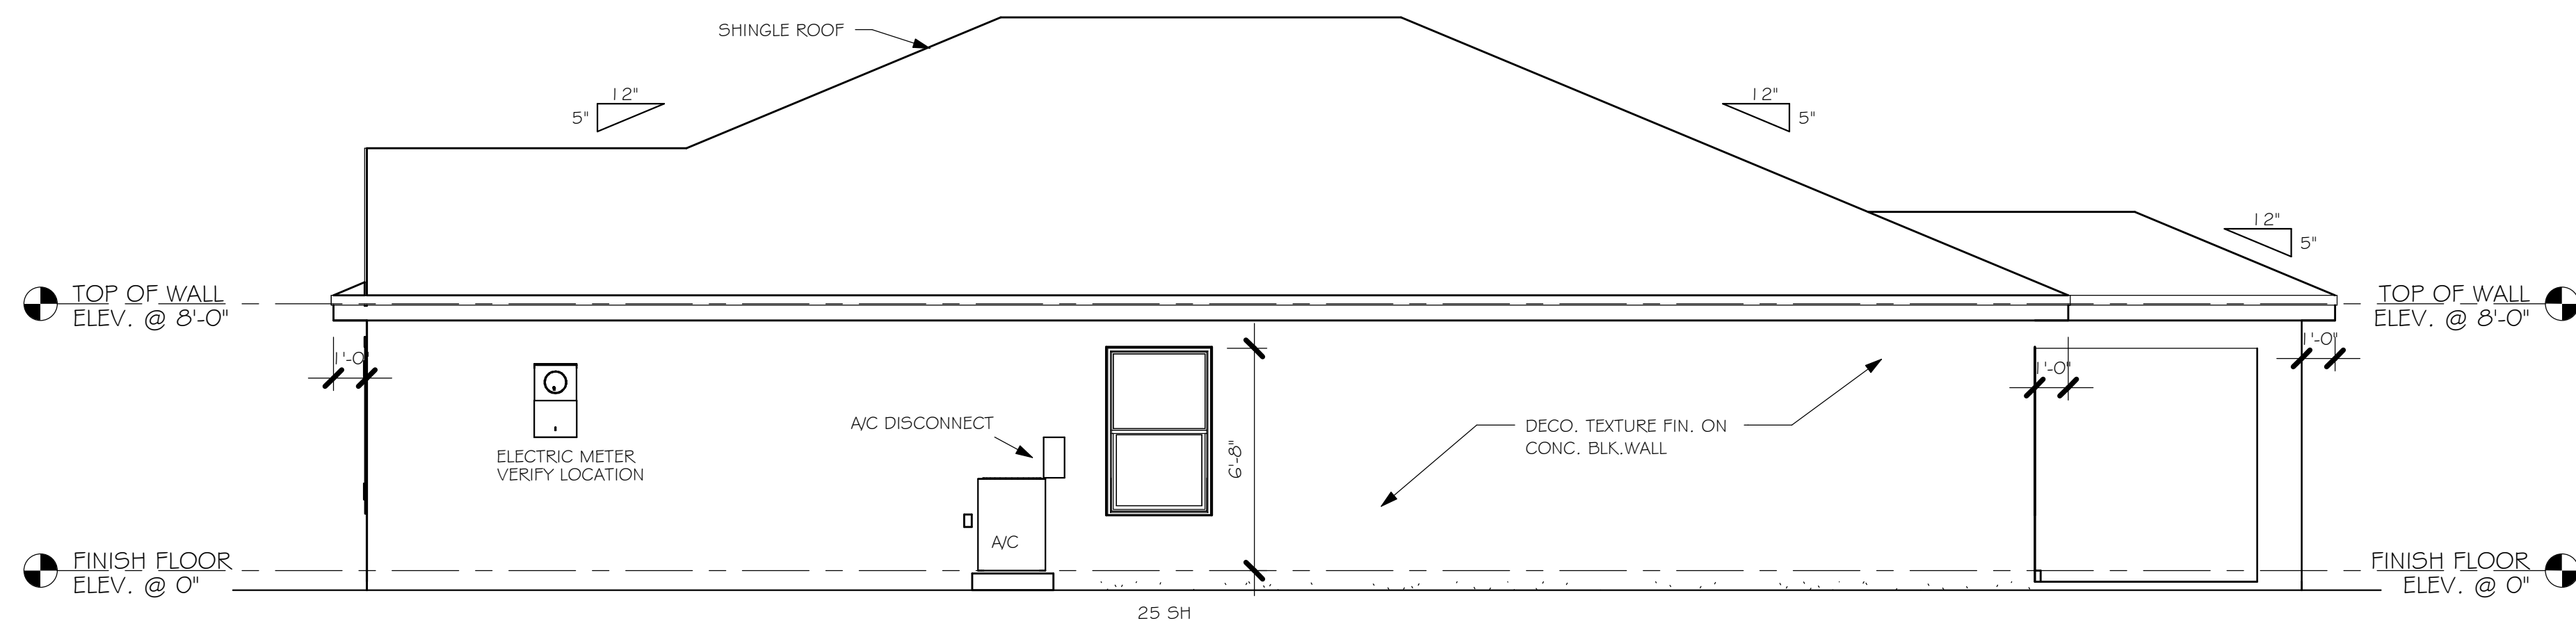 SHINGLE ROOF
12"
5"
12"
5"
12"
5"
TOP OF WALL
ELEV. @ 8'-0"
TOP OF WALL
ELEV. @ 8'-0"
1'-0"
1'-0"
1'-0"
ELECTRIC METER
VERIFY LOCATION
A/C DISCONNECT
A/C
6'-8"
DECO. TEXTURE FIN. ON
CONC. BLK.WALL
FINISH FLOOR
ELEV. @ 0"
FINISH FLOOR
ELEV. @ 0"
25 SH